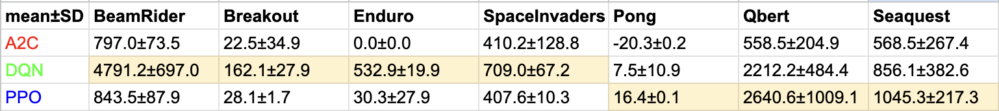 mean±SD BeamRider Breakout Enduro SpaceInvaders Pong Qbert Seaquest
A2C 797.0±73.5 22.5±34.9 0.0±0.0 410.2±128.8 -20.3±0.2 558.5±204.9 568.5±267.4
DQN 4791.2±697.0 162.1±27.9 532.9±19.9 709.0±67.2 7.5±10.9 2212.2±484.4 856.1±382.6
PPO 843.5±87.9 28.1±1.7 30.3±27.9 407.6±10.3 16.4±0.1 2640.6±1009.1 1045.3±217.3